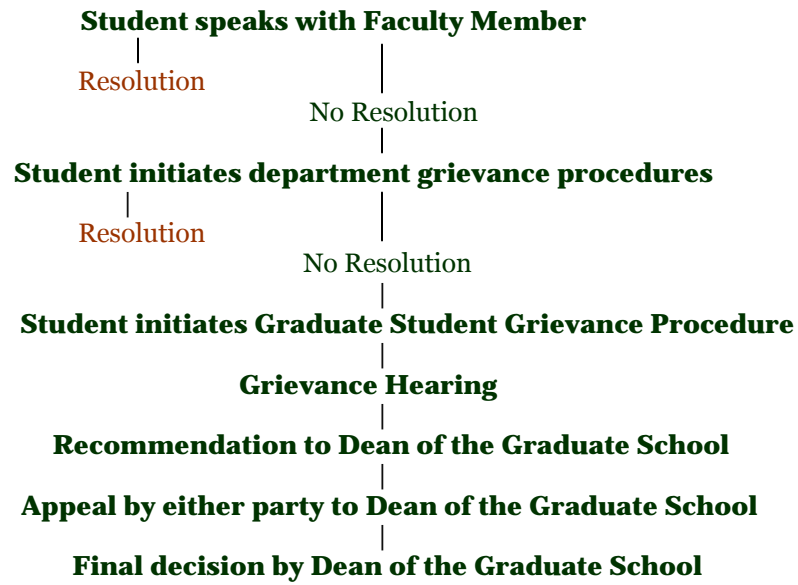 Student speaks with Faculty Member
Resolution
No Resolution
Student initiates department grievance procedures
Resolution
No Resolution
Student initiates Graduate Student Grievance Procedure
Grievance Hearing
Recommendation to Dean of the Graduate School
Appeal by either party to Dean of the Graduate School
Final decision by Dean of the Graduate School